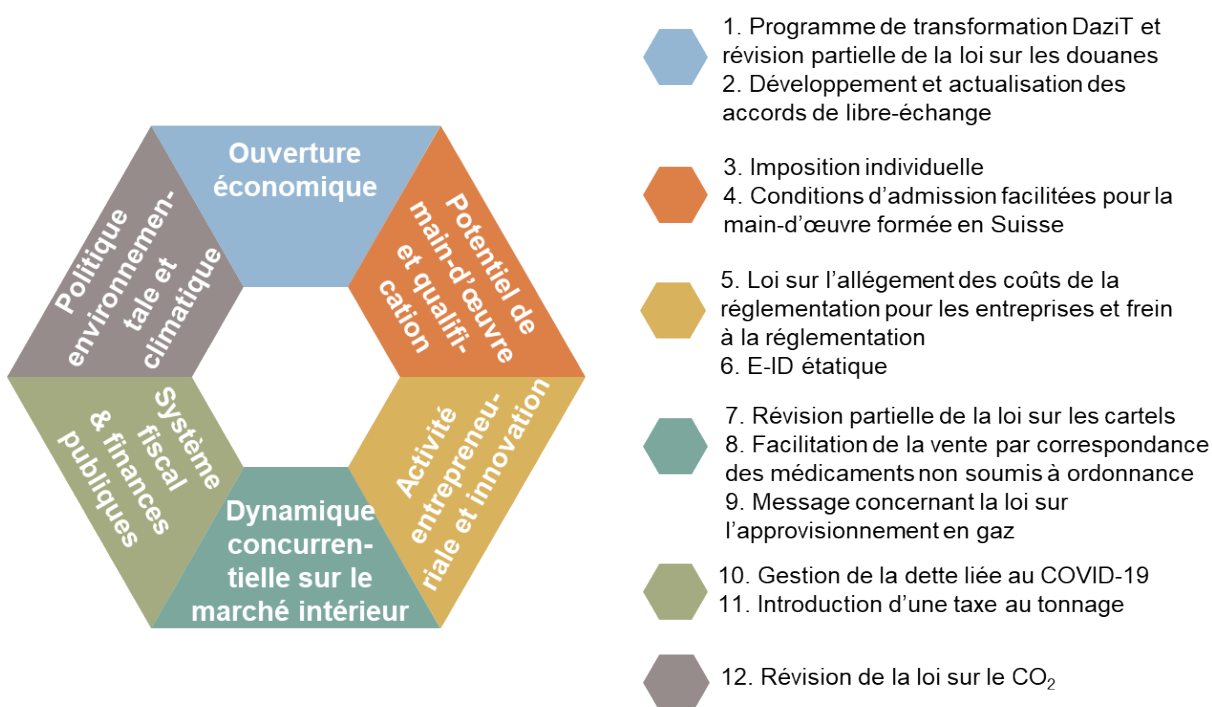 Ouverture
économique
Potentiel de
main-d'œuvre
et qualifi-
cation
Activité
entrepreneu-
riale et innovation
Dynamique
concurren-
tielle sur le
marché intérieur
Système
fiscal
& finances
publiques
Politique
environnemen-
tale et
climatique
1. Programme de transformation DaziT et
révision partielle de la loi sur les douanes
2. Développement et actualisation des
accords de libre-échange
3. Imposition individuelle
4. Conditions d'admission facilitées pour la
main-d'œuvre formée en Suisse
5. Loi sur l'allégement des coûts de la
réglementation pour les entreprises et frein
à la réglementation
6. E-ID étatique
7. Révision partielle de la loi sur les cartels
8. Facilitation de la vente par correspondance
des médicaments non soumis à ordonnance
9. Message concernant la loi sur
l'approvisionnement en gaz
10. Gestion de la dette liée au COVID-19
11. Introduction d'une taxe au tonnage
12. Révision de la loi sur le CO₂